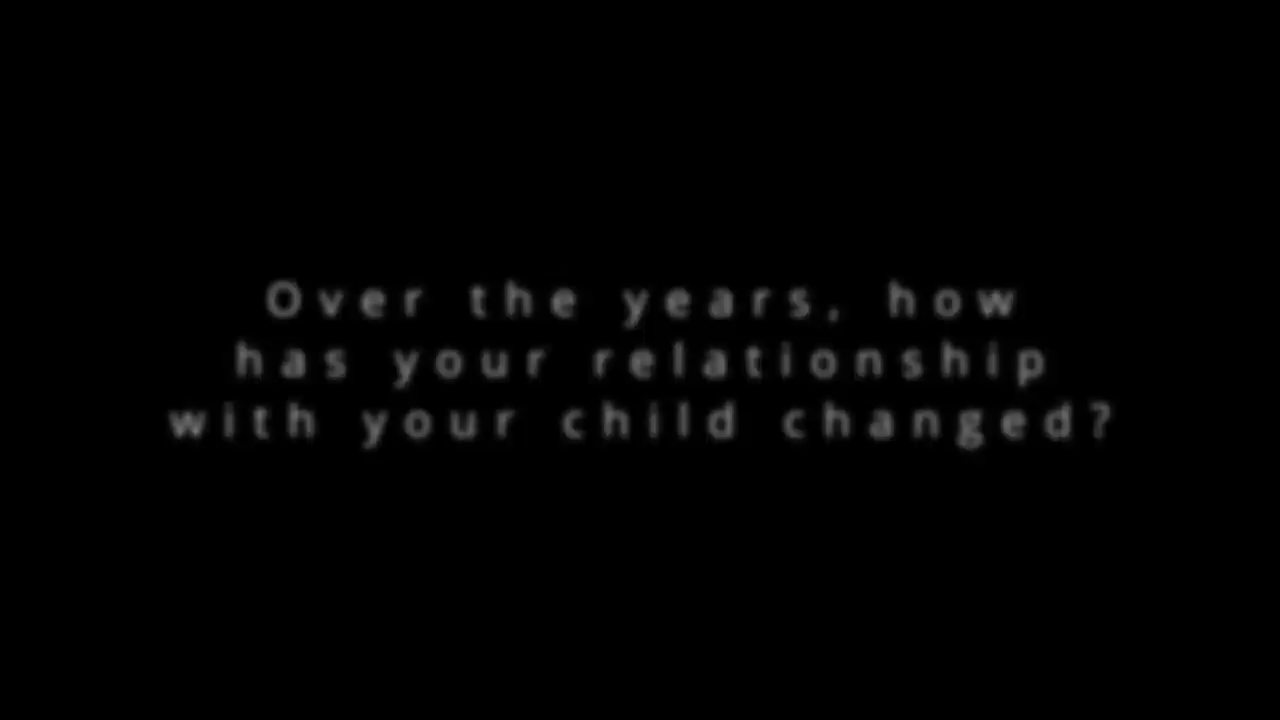 Over the years, how
has your relationship
with your child changed?